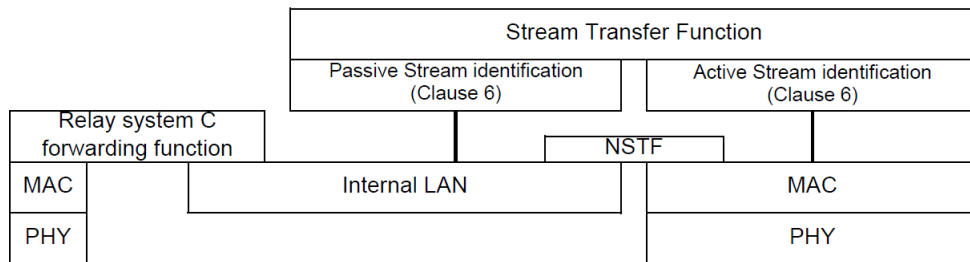 Stream Transfer Function
Passive Stream identification
(Clause 6)
Active Stream identification
(Clause 6)
Relay system C
forwarding function
NSTF
MAC
Internal LAN
MAC
PHY
PHY